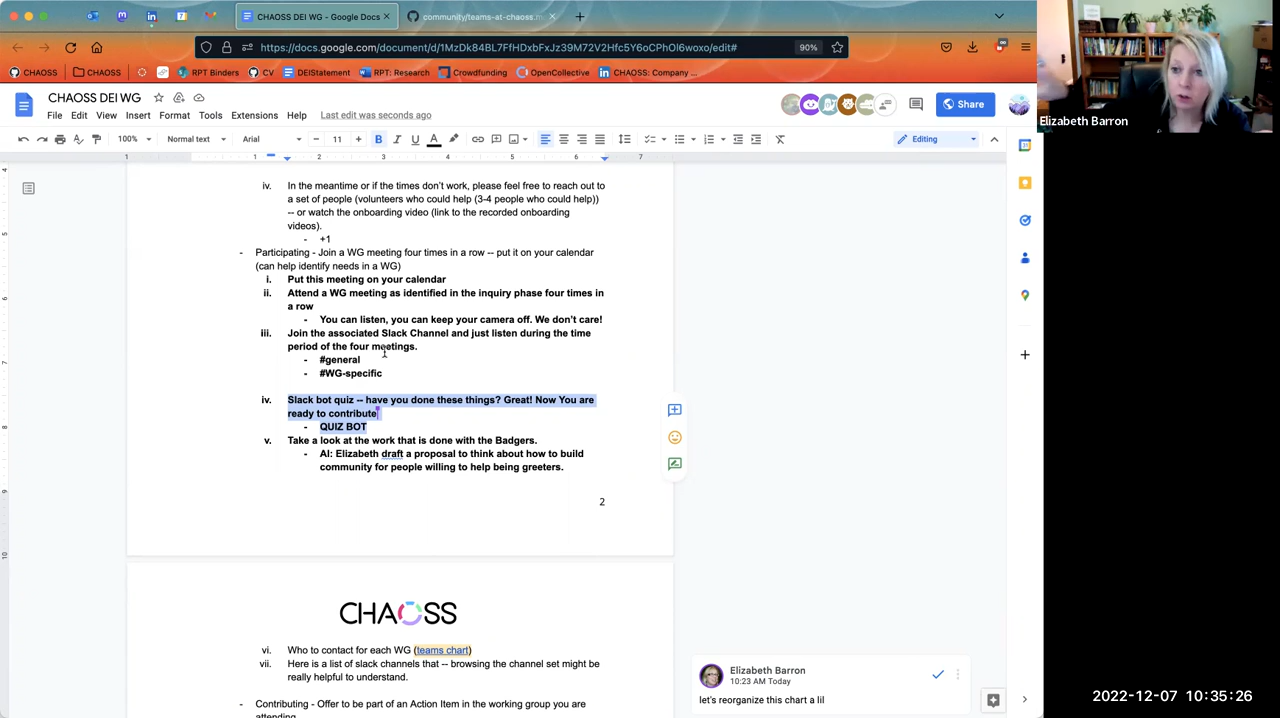 CHAOSS DEI WG - Google Docs
community/teams-at-chaoss.m
https://docs.google.com/document/d/1MzDk84BL7FfHDxbFxJz39M72V2Hfc5Y6oCPhOl6woxo/edit#
90%
CHAOSS
CHAOSS
RPT Binders
CV
DEIStatement
RPT: Research
Crowdfunding
OpenCollective
CHAOSS: Company ...
Elizabeth Barron
CHAOSS DEI WG
File Edit View Insert Format Tools Extensions Help
Last edit was seconds ago
Share
100%
Normal text
Arial
11
Editing
1 1 2 3 4 5 6 7
iv. In the meantime or if the times don't work, please feel free to reach out to
a set of people (volunteers who could help (3-4 people who could help))
-- or watch the onboarding video (link to the recorded onboarding
videos).
- +1
- Participating - Join a WG meeting four times in a row -- put it on your calendar
(can help identify needs in a WG)
i. Put this meeting on your calendar
ii. Attend a WG meeting as identified in the inquiry phase four times in
a row
- You can listen, you can keep your camera off. We don't care!
iii. Join the associated Slack Channel and just listen during the time
period of the four meetings.
- #general
- #WG-specific
iv. Slack bot quiz -- have you done these things? Great! Now You are
ready to contribute
- QUIZ BOT
v. Take a look at the work that is done with the Badgers.
- AI: Elizabeth draft a proposal to think about how to build
community for people willing to help being greeters.
2
CHAOSS
vi. Who to contact for each WG (teams chart)
vii. Here is a list of slack channels that -- browsing the channel set might be
really helpful to understand.
- Contributing - Offer to be part of an Action Item in the working group you are
attending
Elizabeth Barron
10:23 AM Today
let's reorganize this chart a lil
2022-12-07 10:35:26